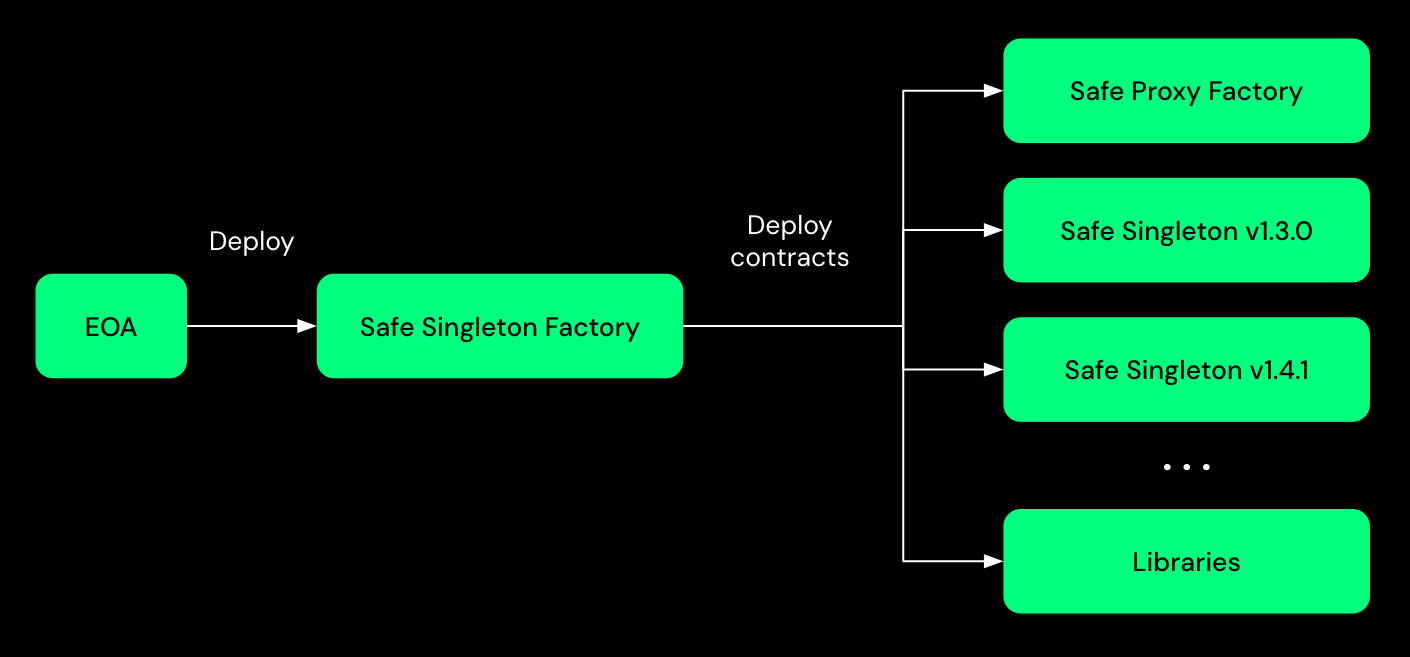 EOA
Deploy
Safe Singleton Factory
Deploy
contracts
Safe Proxy Factory
Safe Singleton v1.3.0
Safe Singleton v1.4.1
...
Libraries